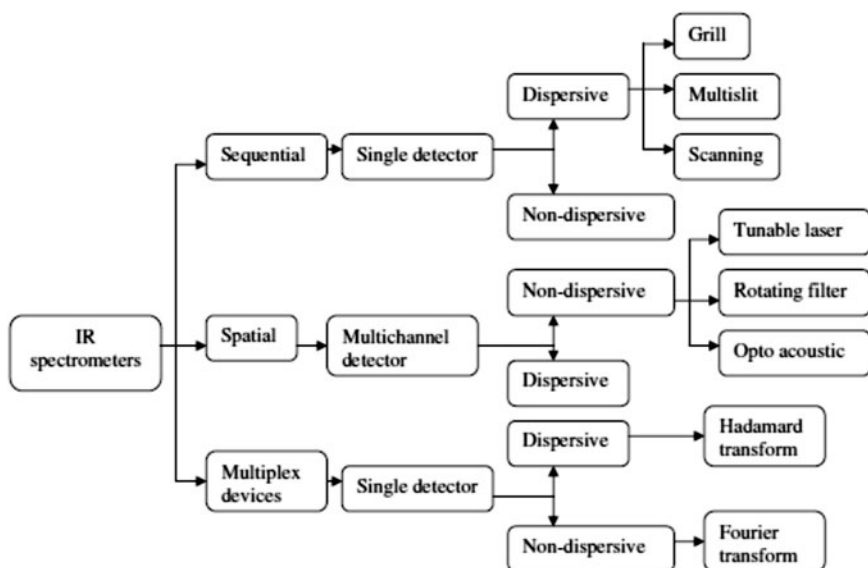 Grill
Dispersive
Multislit
Sequential
Single detector
Scanning
Non-dispersive
Tunable laser
Non-dispersive
Rotating filter
IR
spectrometers
Spatial
Multichannel
detector
Opto acoustic
Dispersive
Dispersive
Hadamard
transform
Multiplex
devices
Single detector
Non-dispersive
Fourier
transform